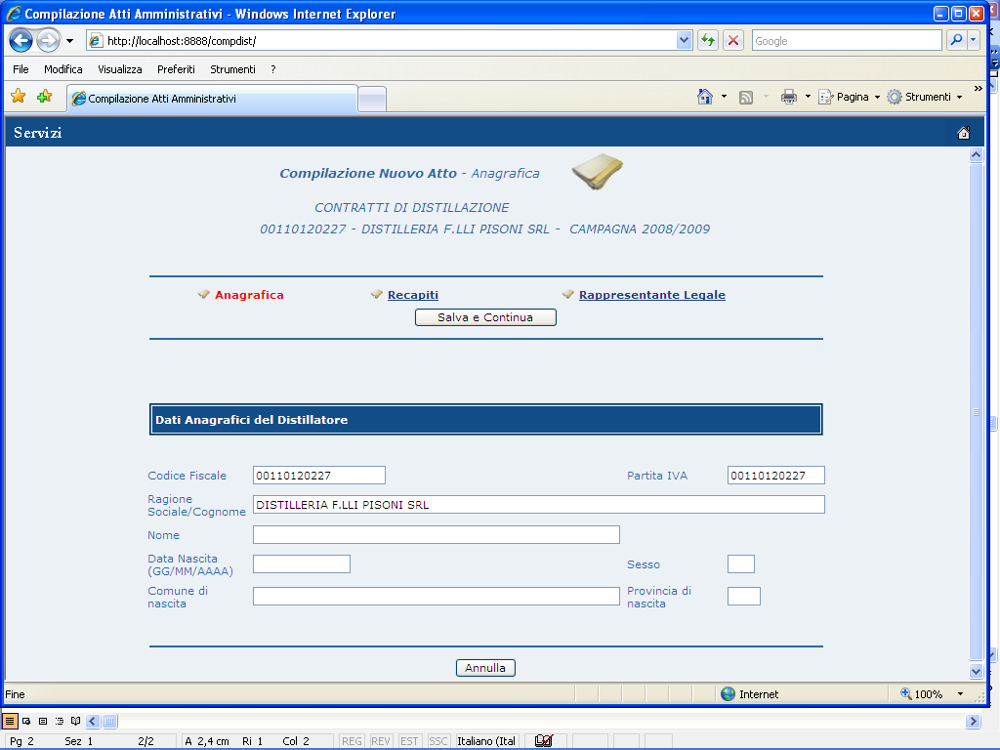 Compilazione Atti Amministrativi - Windows Internet Explorer
http://localhost:8888/compdist/
Google
File Modifica Visualizza Preferiti Strumenti ?
Compilazione Atti Amministrativi
Pagina Strumenti »
Servizi
Compilazione Nuovo Atto - Anagrafica
CONTRATTI DI DISTILLAZIONE
00110120227 - DISTILLERIA F.LLI PISONI SRL - CAMPAGNA 2008/2009
Anagrafica Recapiti Rappresentante Legale
Salva e Continua
Dati Anagrafici del Distillatore
Codice Fiscale 00110120227 Partita IVA 00110120227
Ragione
Sociale/Cognome DISTILLERIA F.LLI PISONI SRL
Nome
Data Nascita
(GG/MM/AAAA) Sesso
Comune di
nascita
Provincia di
nascita
Annulla
Fine Internet 100%
Pg 2 Sez 1 2/2 A 2,4 cm Ri 1 Col 2 REG REV EST SSC Italiano (Ital